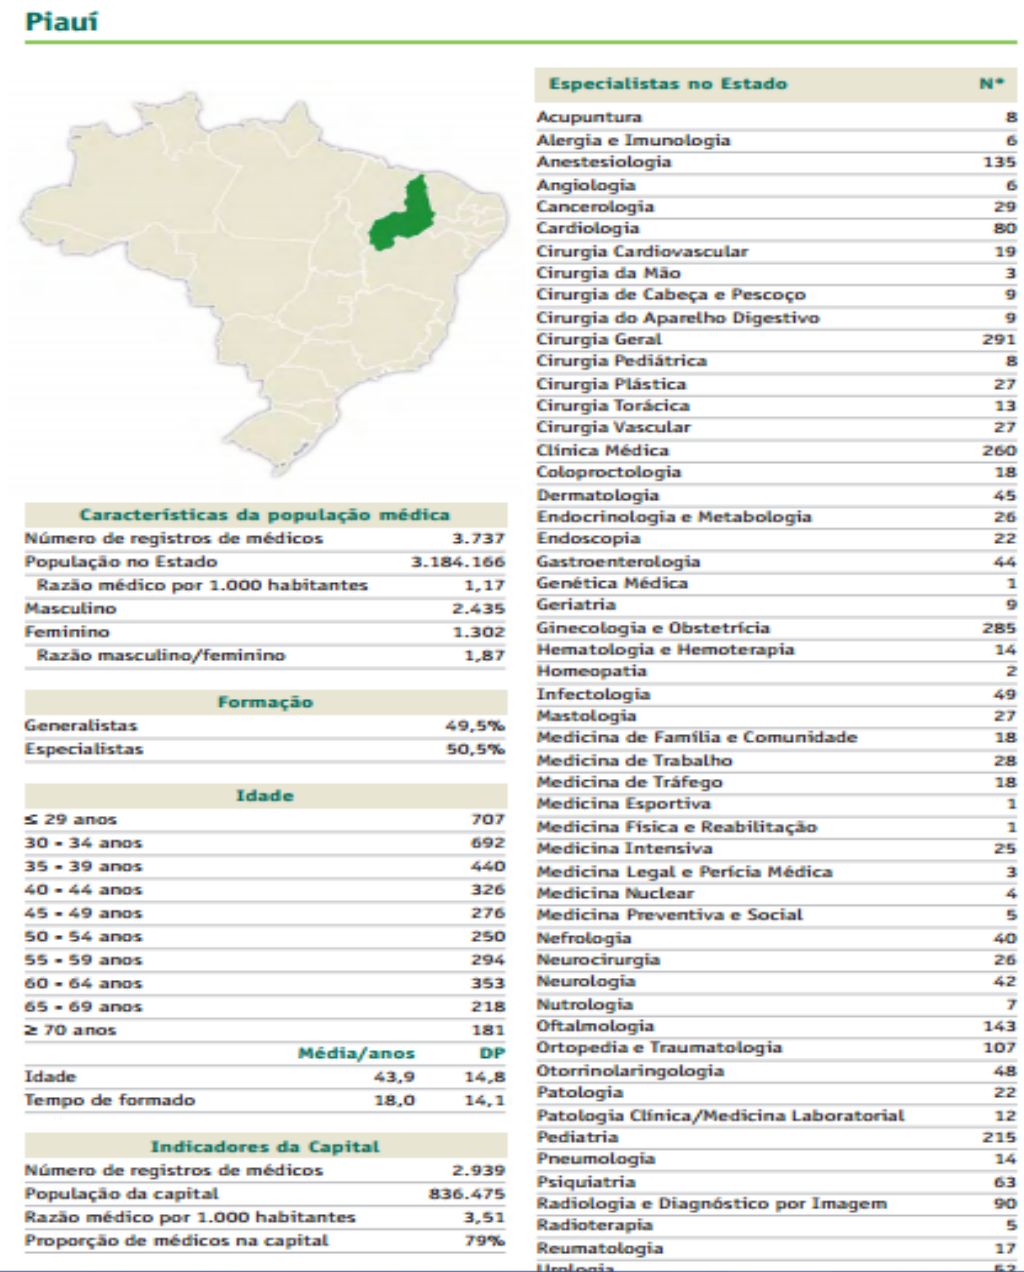 Piauí
Características da população médica
Número de registros de médicos 3.737
População no Estado 3.184.166
Razão médico por 1.000 habitantes 1,17
Masculino 2.435
Feminino 1.302
Razão masculino/feminino 1,87
Formação
Generalistas 49,5%
Especialistas 50,5%
Idade
≤ 29 anos 707
30 - 34 anos 692
35 - 39 anos 440
40 - 44 anos 326
45 - 49 anos 276
50 - 54 anos 250
55 - 59 anos 294
60 - 64 anos 353
65 - 69 anos 218
≥ 70 anos 181
Média/anos DP
Idade 43,9 14,8
Tempo de formado 18,0 14,1
Indicadores da Capital
Número de registros de médicos 2.939
População da capital 836.475
Razão médico por 1.000 habitantes 3,51
Proporção de médicos na capital 79%
Especialistas no Estado N*
Acupuntura 8
Alergia e Imunologia 6
Anestesiologia 135
Angiologia 6
Cancerologia 29
Cardiologia 80
Cirurgia Cardiovascular 19
Cirurgia da Mão 3
Cirurgia de Cabeça e Pescoço 9
Cirurgia do Aparelho Digestivo 9
Cirurgia Geral 291
Cirurgia Pediátrica 8
Cirurgia Plástica 27
Cirurgia Torácica 13
Cirurgia Vascular 27
Clínica Médica 260
Coloproctologia 18
Dermatologia 45
Endocrinologia e Metabologia 26
Endoscopia 22
Gastroenterologia 44
Genética Médica 1
Geriatria 9
Ginecologia e Obstetrícia 285
Hematologia e Hemoterapia 14
Homeopatia 2
Infectologia 49
Mastologia 27
Medicina de Família e Comunidade 18
Medicina de Trabalho 28
Medicina de Tráfego 18
Medicina Esportiva 1
Medicina Física e Reabilitação 1
Medicina Intensiva 25
Medicina Legal e Perícia Médica 3
Medicina Nuclear 4
Medicina Preventiva e Social 5
Nefrologia 40
Neurocirurgia 26
Neurologia 42
Nutrologia 7
Oftalmologia 143
Ortopedia e Traumatologia 107
Otorrinolaringologia 48
Patologia 22
Patologia Clínica/Medicina Laboratorial 12
Pediatria 215
Pneumologia 14
Psiquiatria 63
Radiologia e Diagnóstico por Imagem 90
Radioterapia 5
Reumatologia 17
Urologia 52